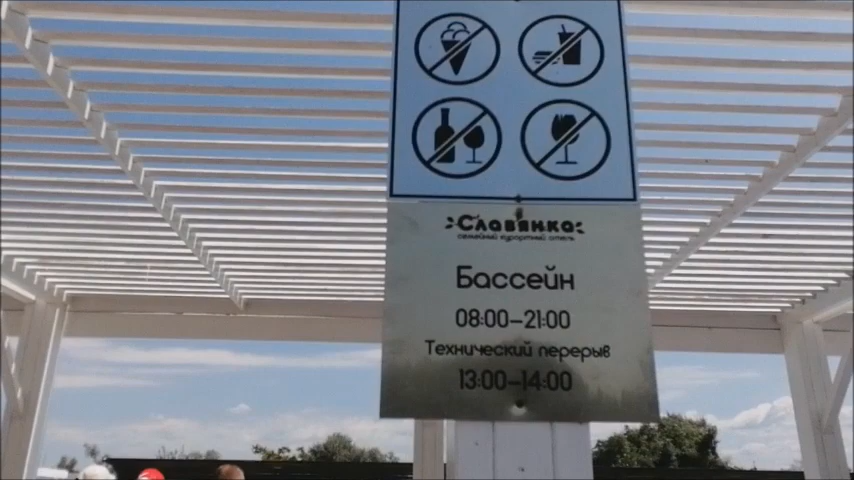 Славянка
семейный курортный отель
Бассейн
08:00–21:00
Технический перерыв
13:00–14:00